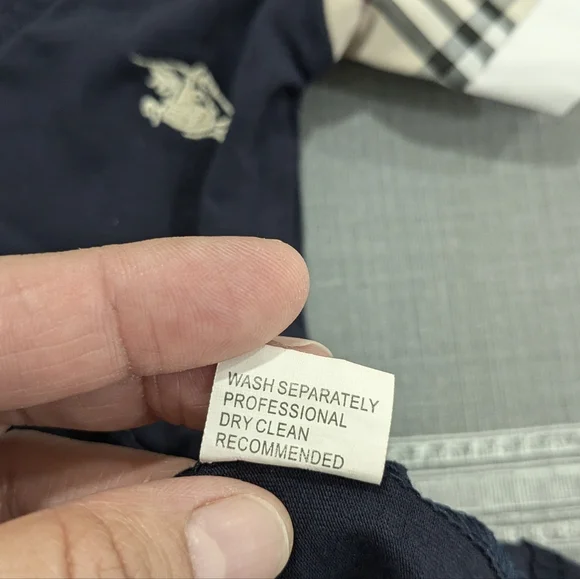 WASH SEPARATELY
PROFESSIONAL
DRY CLEAN
RECOMMENDED